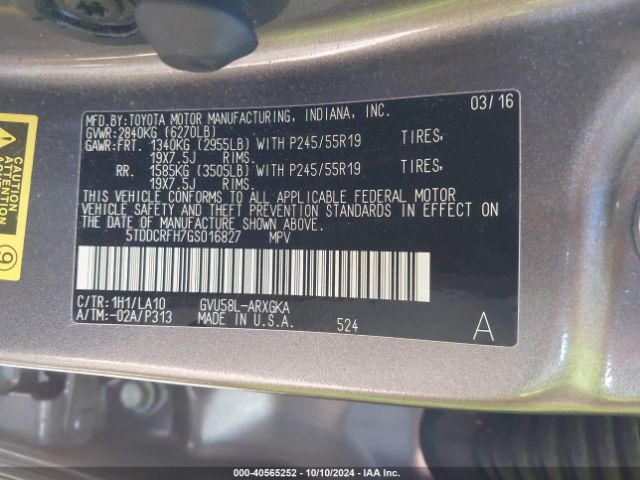 MFD.BY:TOYOTA MOTOR MANUFACTURING, INDIANA, INC. 03/16
GVWR:2840KG (6270LB)
GAWR:FRT. 1340KG (2955LB) WITH P245/55R19 TIRES,
19X7.5J RIMS.
RR. 1585KG (3505LB) WITH P245/55R19 TIRES,
19X7.5J RIMS.
THIS VEHICLE CONFORMS TO ALL APPLICABLE FEDERAL MOTOR
VEHICLE SAFETY AND THEFT PREVENTION STANDARDS IN EFFECT ON
THE DATE OF MANUFACTURE SHOWN ABOVE.
5TDDCRFH7GS016827 MPV
C/TR:1H1/LA10 GVU58L-ARXGKA
A/TM:-02A/P313 MADE IN U.S.A. 524 A
CAUTION
9
000-40565252 | 10/10/2024 | IAA Inc.